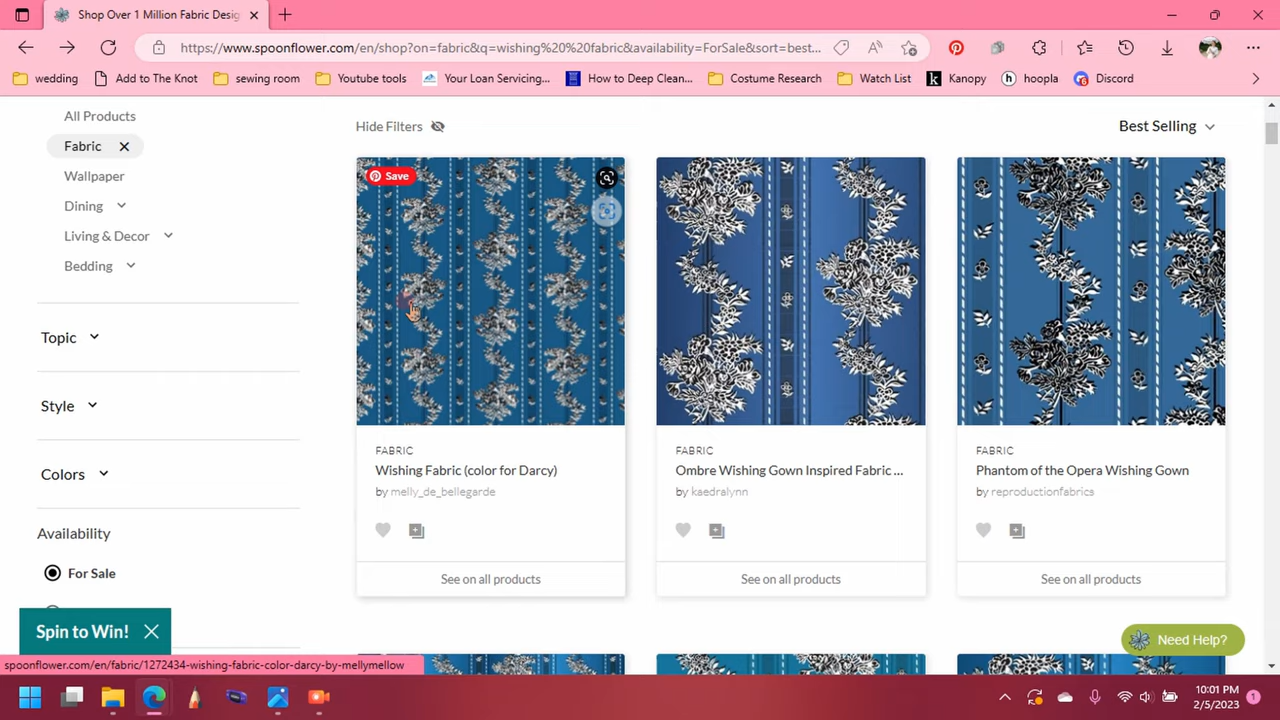 Shop Over 1 Million Fabric Desig
https://www.spoonflower.com/en/shop?on=fabric&q=wishing%20%20fabric&availability=ForSale&sort=best...
wedding
Add to The Knot
sewing room
Youtube tools
Your Loan Servicing...
How to Deep Clean...
Costume Research
Watch List
Kanopy
hoopla
Discord
All Products
Fabric
Wallpaper
Dining
Living & Decor
Bedding
Topic
Style
Colors
Availability
For Sale
Spin to Win!
Hide Filters
Best Selling
Save
FABRIC
Wishing Fabric (color for Darcy)
by melly_de_bellegarde
See on all products
FABRIC
Ombre Wishing Gown Inspired Fabric ...
by kaedralynn
See on all products
FABRIC
Phantom of the Opera Wishing Gown
by reproductionfabrics
See on all products
Need Help?
spoonflower.com/en/fabric/1272434-wishing-fabric-color-darcy-by-mellymellow
10:01 PM
2/5/2023
1